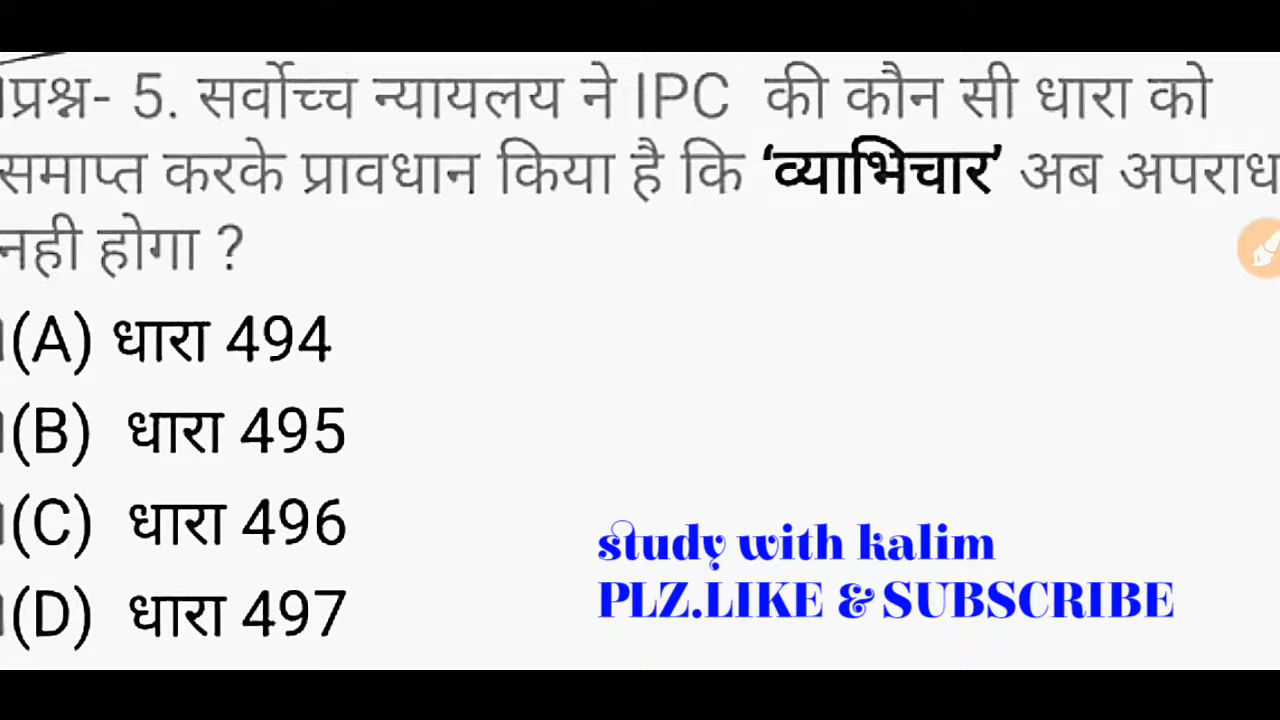 प्रश्न- 5. सर्वोच्च न्यायलय ने IPC की कौन सी धारा को
समाप्त करके प्रावधान किया है कि ‘व्याभिचार’ अब अपराध
नही होगा ?
(A) धारा 494
(B) धारा 495
(C) धारा 496
(D) धारा 497
study with kalim
PLZ.LIKE & SUBSCRIBE